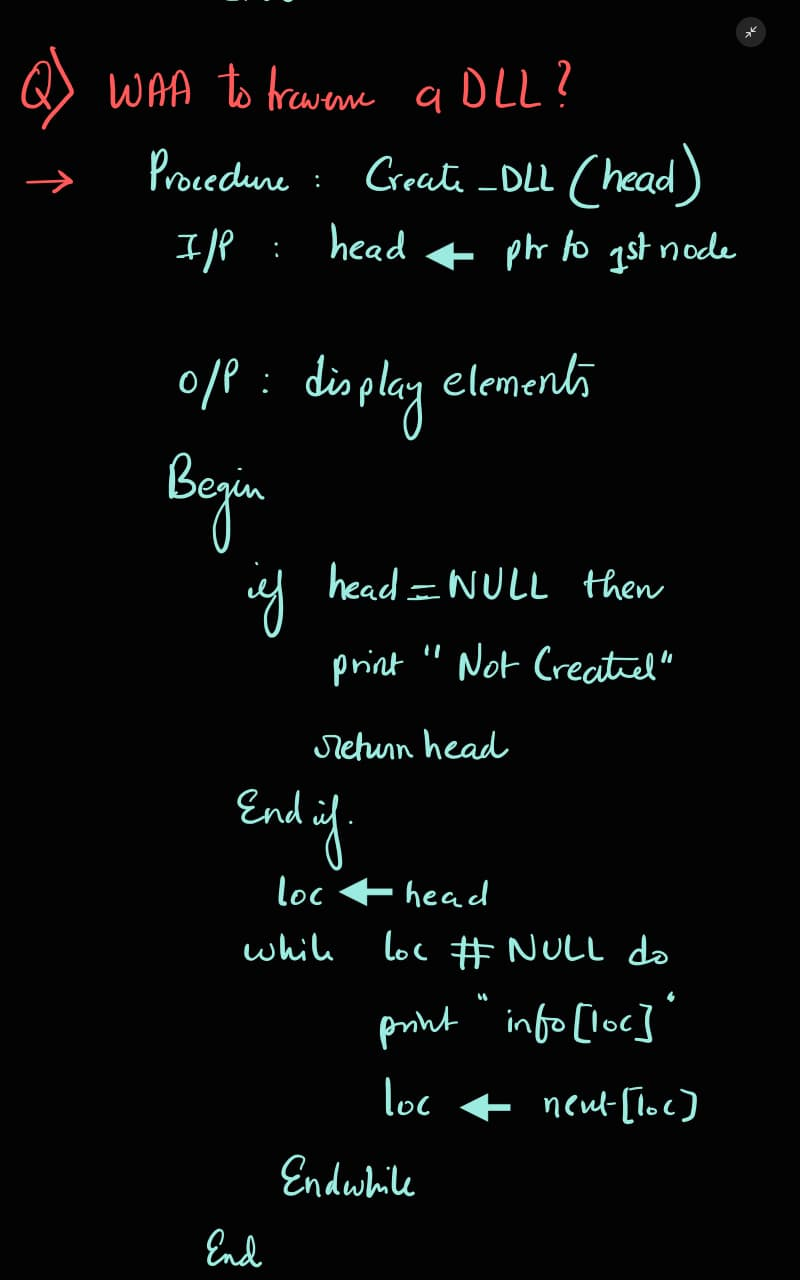 Q) WAA to traverse a DLL?
→ Procedure : Create_DLL (head)
I/P : head ← ptr to 1st node
O/P : display elements
Begin
if head = NULL then
print "Not Created"
return head
End if.
loc ← head
while loc # NULL do
print "info[loc]"
loc ← next[loc]
Endwhile
End